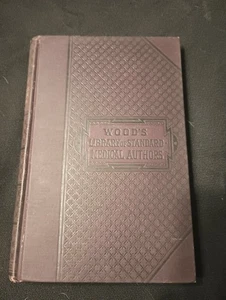 WOOD'S
LIBRARY OF STANDARD
MEDICAL AUTHORS